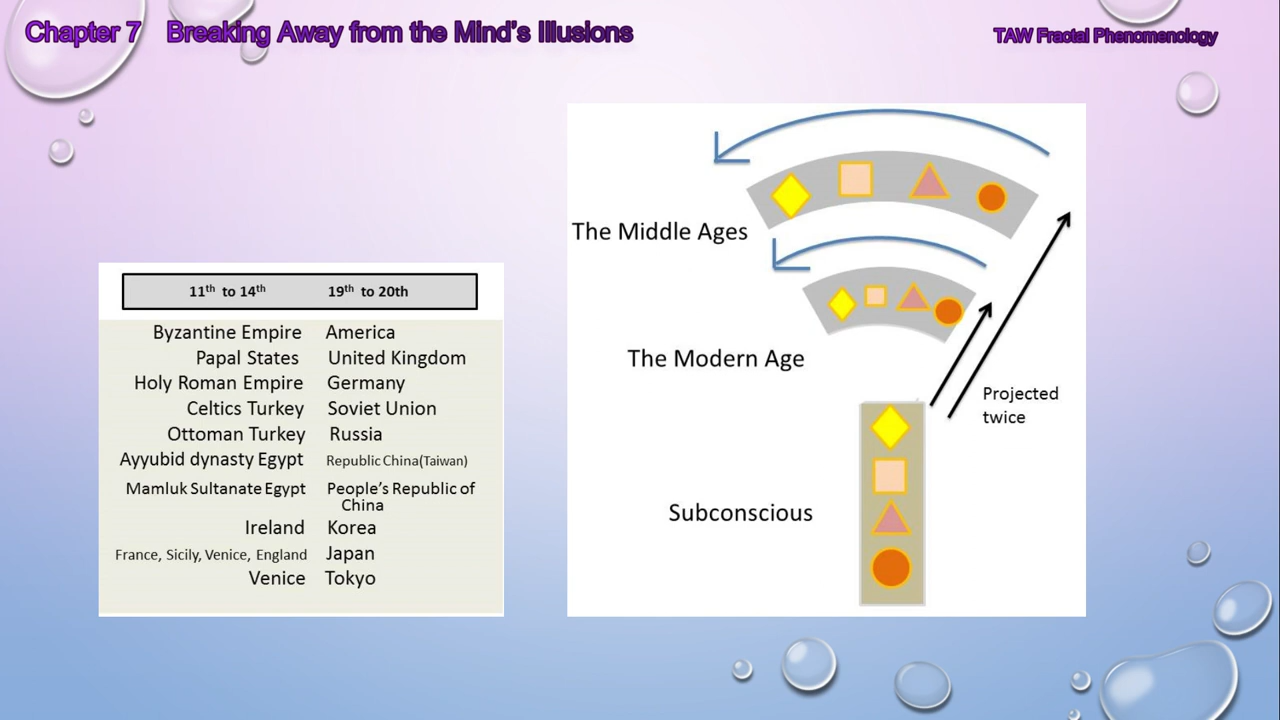 Chapter 7 Breaking Away from the Mind's Illusions
TAW Fractal Phenomenology
11th to 14th 19th to 20th
Byzantine Empire America
Papal States United Kingdom
Holy Roman Empire Germany
Celtics Turkey Soviet Union
Ottoman Turkey Russia
Ayyubid dynasty Egypt Republic China(Taiwan)
Mamluk Sultanate Egypt People's Republic of
China
Ireland Korea
France, Sicily, Venice, England Japan
Venice Tokyo
The Middle Ages
The Modern Age
Projected
twice
Subconscious